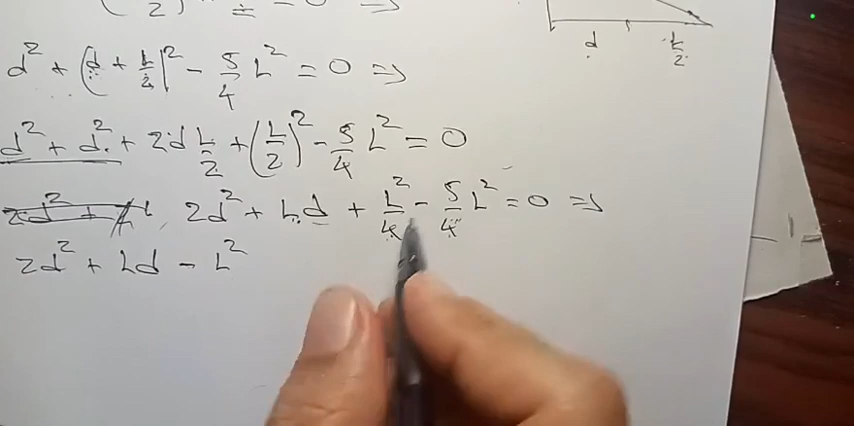 d² + (d + L/2)² - 5/4 L² = 0 ⇒
d
L/2
d² + d² + 2d L/2 + (L/2)² - 5/4 L² = 0
2d² + Ld + L²/4 - 5/4 L² = 0 ⇒
2d² + Ld - L²